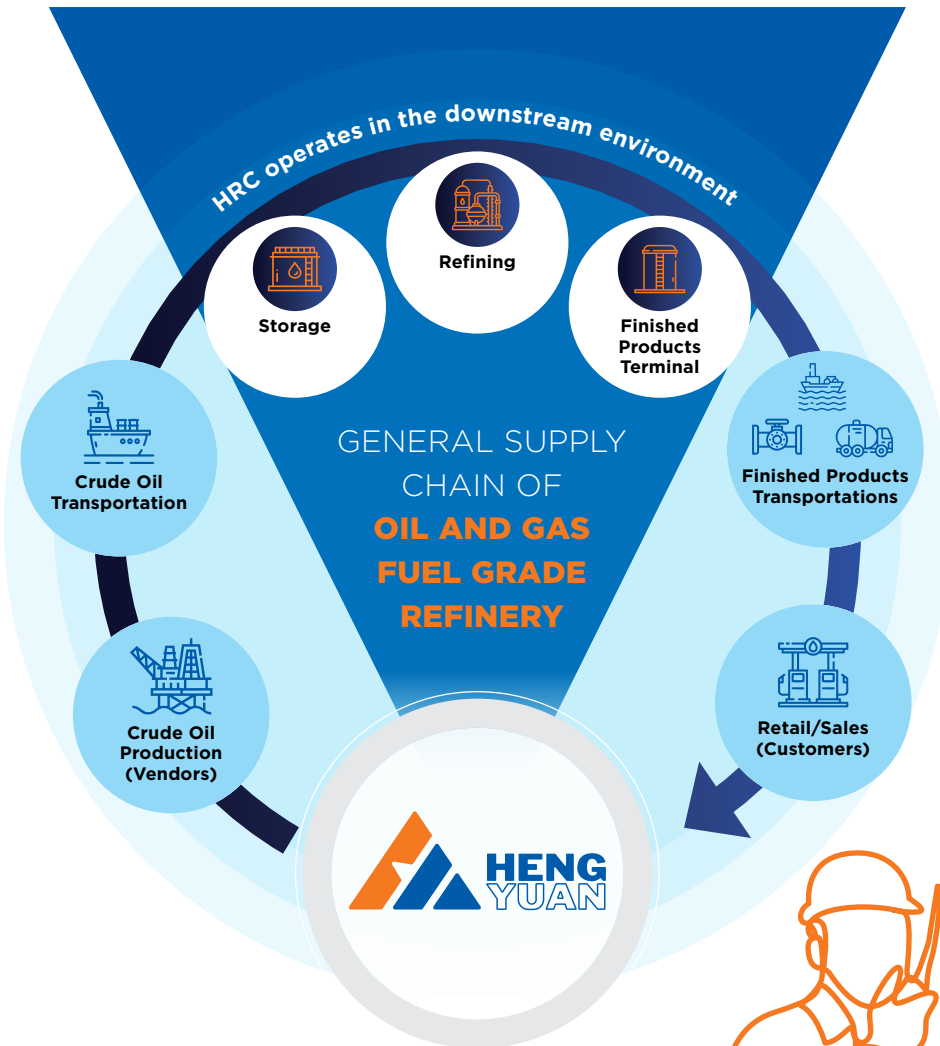 HRC operates in the downstream environment
Refining
Storage
Finished
Products
Terminal
Crude Oil
Transportation
Finished Products
Transportations
GENERAL SUPPLY
CHAIN OF
OIL AND GAS
FUEL GRADE
REFINERY
Crude Oil
Production
(Vendors)
Retail/Sales
(Customers)
HENG
YUAN